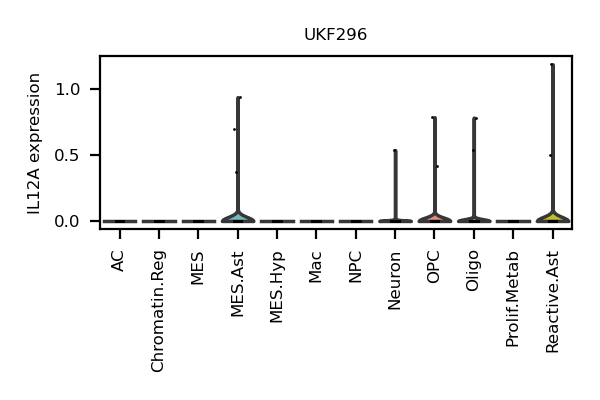 UKF296
IL12A expression
1.0
0.5
0.0
AC
Chromatin.Reg
MES
MES.Ast
MES.Hyp
Mac
NPC
Neuron
OPC
Oligo
Prolif.Metab
Reactive.Ast